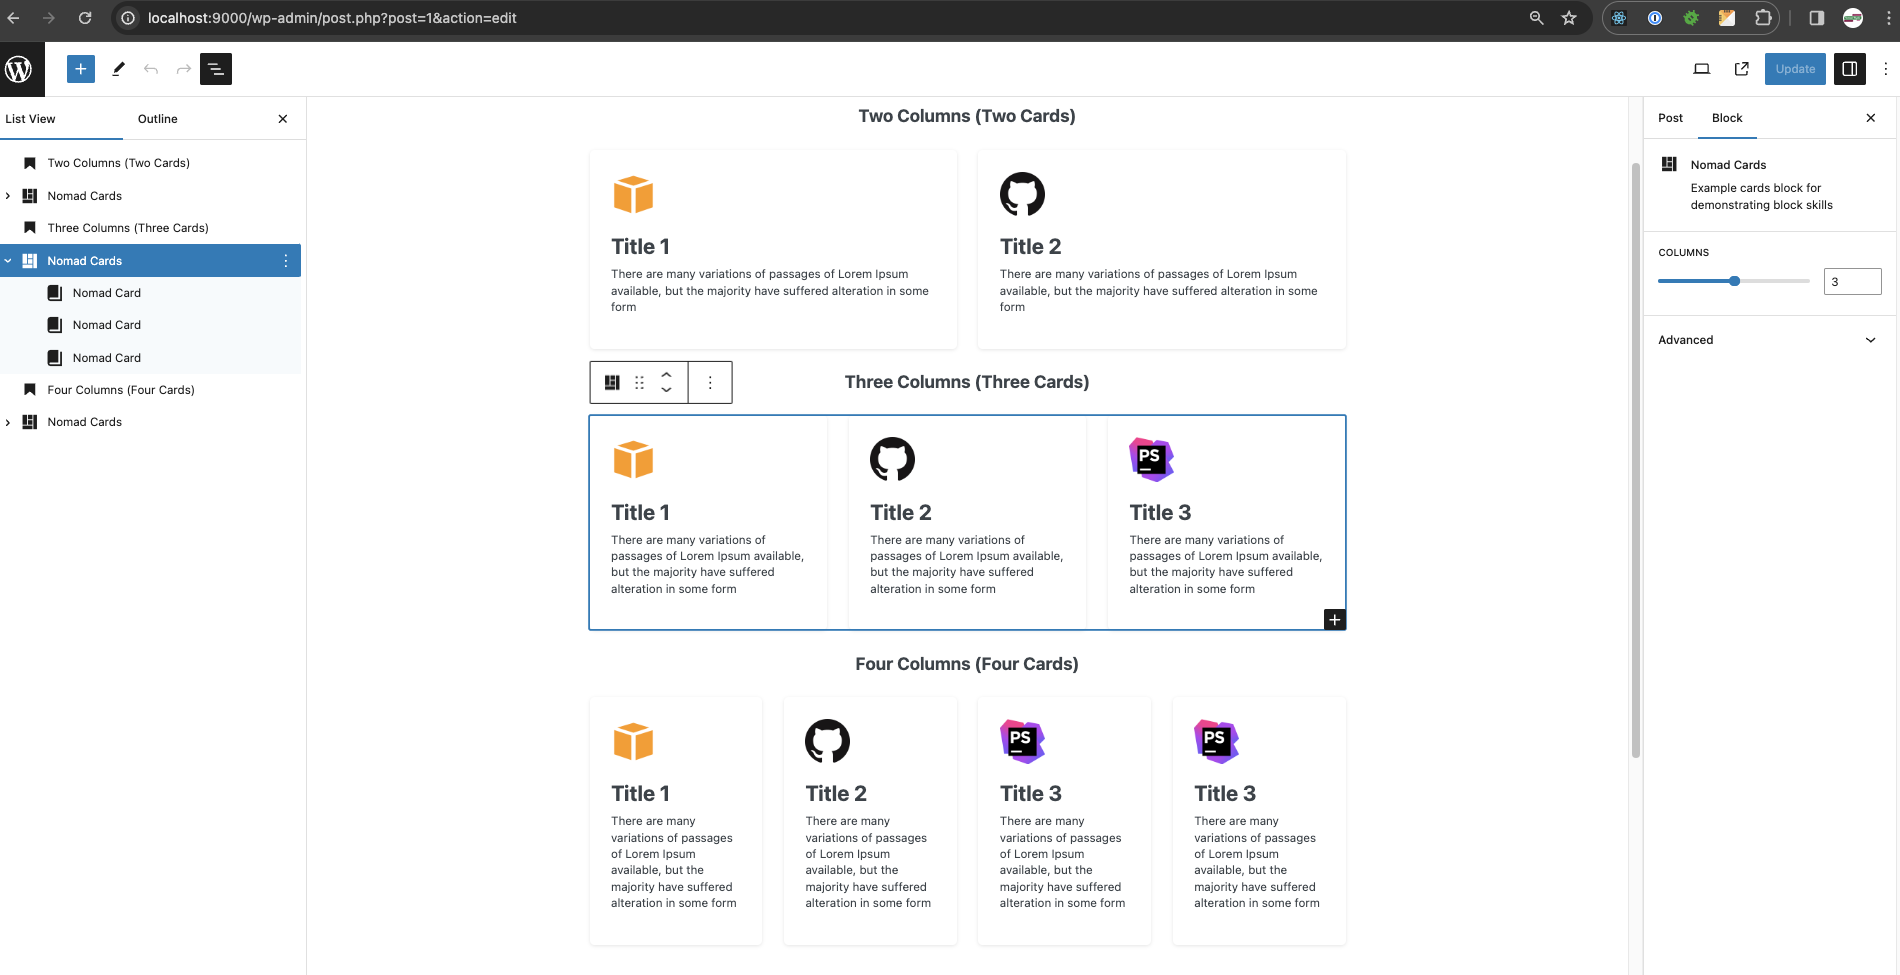 localhost:9000/wp-admin/post.php?post=1&action=edit
Update
List View
Outline
Two Columns (Two Cards)
Nomad Cards
Three Columns (Three Cards)
Nomad Cards
Nomad Card
Nomad Card
Nomad Card
Four Columns (Four Cards)
Nomad Cards
Two Columns (Two Cards)
Title 1
There are many variations of passages of Lorem Ipsum
available, but the majority have suffered alteration in some
form
Title 2
There are many variations of passages of Lorem Ipsum
available, but the majority have suffered alteration in some
form
Three Columns (Three Cards)
Title 1
There are many variations of
passages of Lorem Ipsum available,
but the majority have suffered
alteration in some form
Title 2
There are many variations of
passages of Lorem Ipsum available,
but the majority have suffered
alteration in some form
PS
Title 3
There are many variations of
passages of Lorem Ipsum available,
but the majority have suffered
alteration in some form
Four Columns (Four Cards)
Title 1
There are many
variations of passages
of Lorem Ipsum
available, but the
majority have suffered
alteration in some form
Title 2
There are many
variations of passages
of Lorem Ipsum
available, but the
majority have suffered
alteration in some form
PS
Title 3
There are many
variations of passages
of Lorem Ipsum
available, but the
majority have suffered
alteration in some form
PS
Title 3
There are many
variations of passages
of Lorem Ipsum
available, but the
majority have suffered
alteration in some form
Post
Block
Nomad Cards
Example cards block for
demonstrating block skills
COLUMNS
3
Advanced